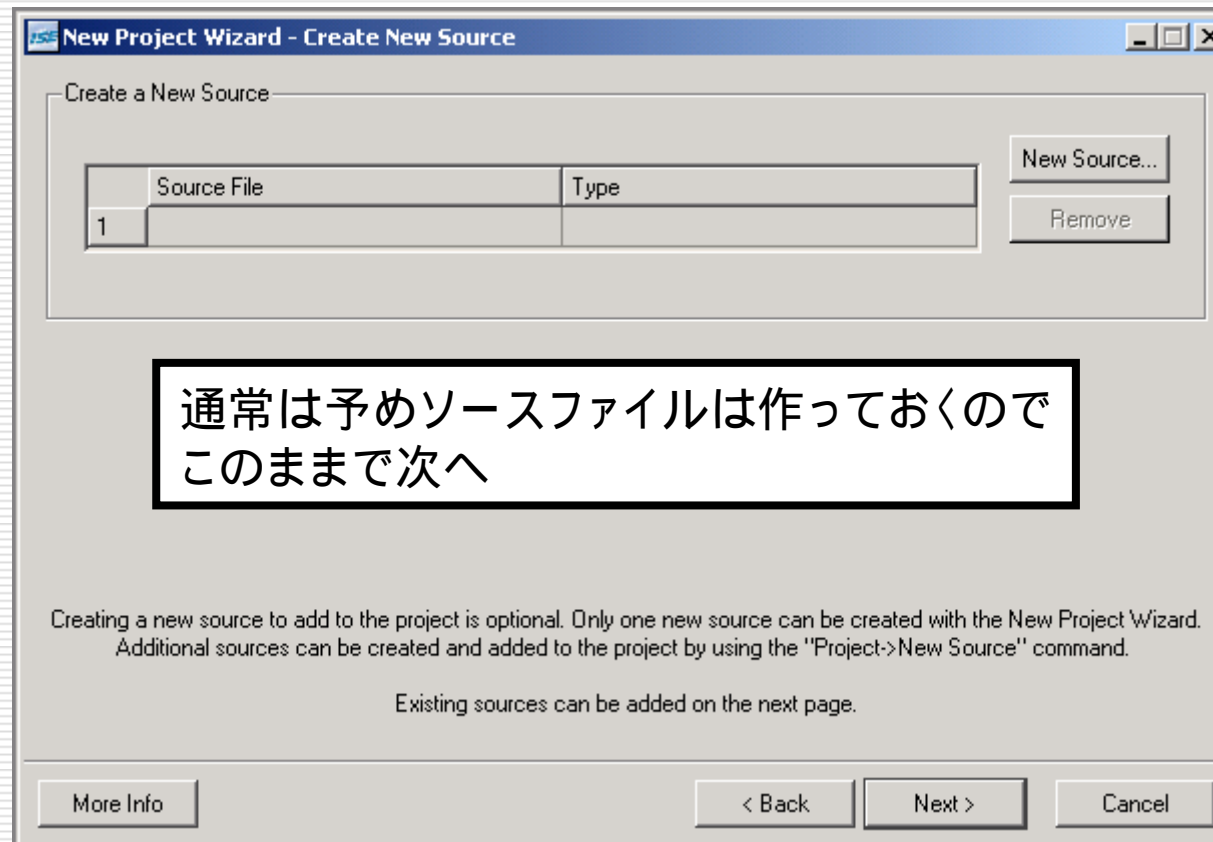 ISE New Project Wizard - Create New Source
Create a New Source
New Source...
Source File Type
Remove
1
通常は予めソースファイルは作っておくので
このままで次へ
Creating a new source to add to the project is optional. Only one new source can be created with the New Project Wizard.
Additional sources can be created and added to the project by using the "Project->New Source" command.
Existing sources can be added on the next page.
More Info < Back Next > Cancel